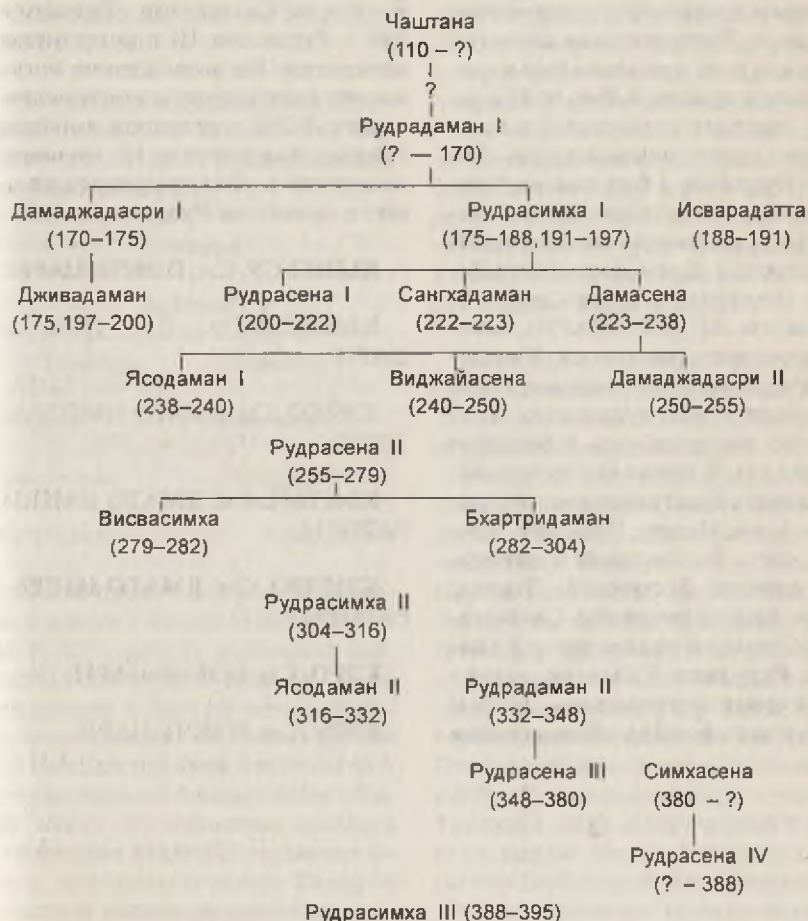 Чаштана
(110 – ?)
?
Рудрадаман I
(? — 170)
Дамаджадасри I Рудрасимха I Исварадатта
(170–175) (175–188,191–197) (188–191)
Дживадаман Рудрасена I Сангхадаман Дамасена
(175,197–200) (200–222) (222–223) (223–238)
Ясодаман I Виджайасена Дамаджадасри II
(238–240) (240–250) (250–255)
Рудрасена II
(255–279)
Висвасимха Бхартридаман
(279–282) (282–304)
Рудрасимха II
(304–316)
Ясодаман II Рудрадаман II
(316–332) (332–348)
Рудрасена III Симхасена
(348–380) (380 – ?)
Рудрасена IV
(? – 388)
Рудрасимха III (388–395)